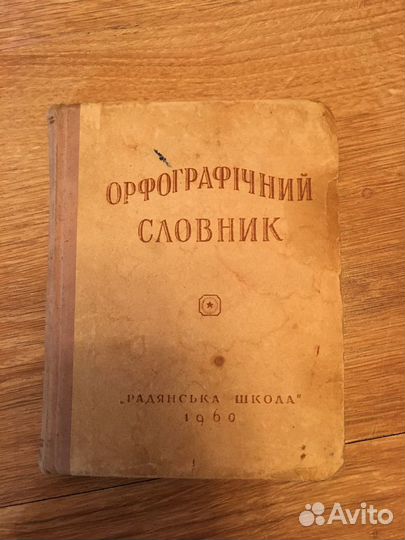 ОРФОГРАФІЧНИЙ
СЛОВНИК
„РАДЯНСЬКА ШКОЛА"
1960
Avito